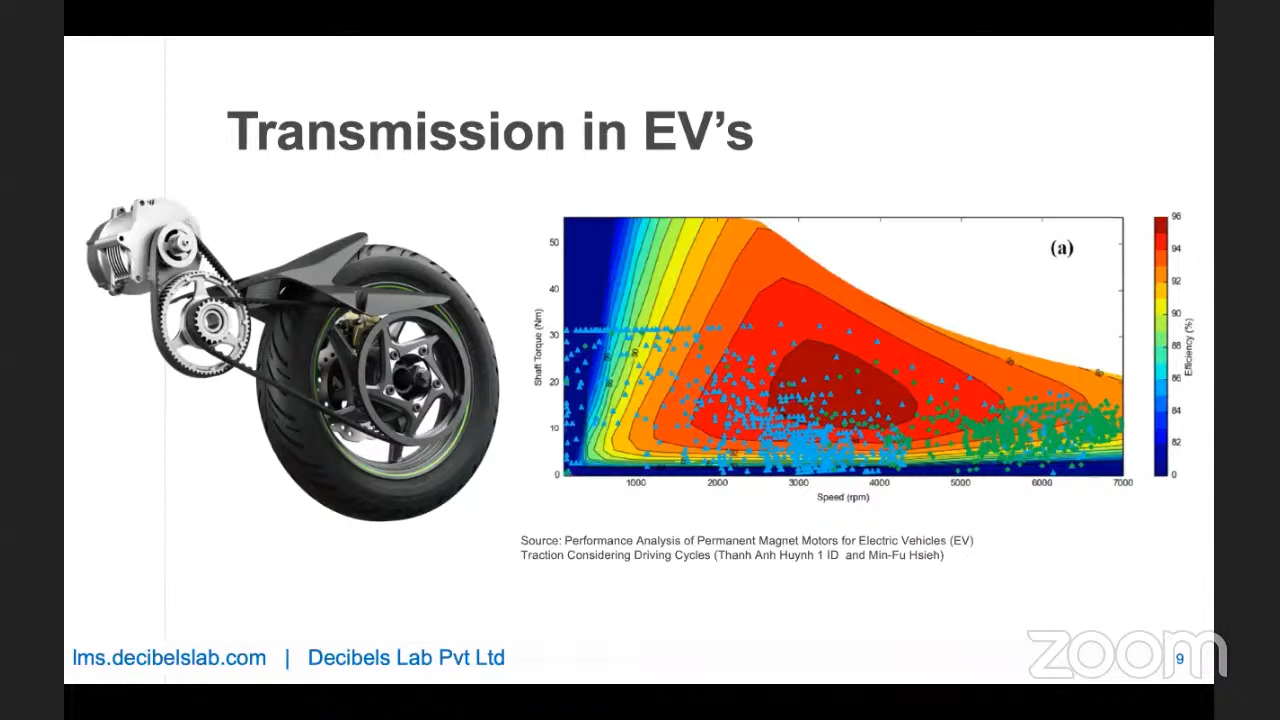 Transmission in EV's
(a)
50
40
30
20
10
0
Shaft Torque (Nm)
1000
2000
3000
4000
5000
6000
7000
Speed (rpm)
90
96
94
92
90
88
86
84
82
0
Efficiency (%)
Source: Performance Analysis of Permanent Magnet Motors for Electric Vehicles (EV)
Traction Considering Driving Cycles (Thanh Anh Huynh 1 ID and Min-Fu Hsieh)
lms.decibelslab.com | Decibels Lab Pvt Ltd
zoom
9